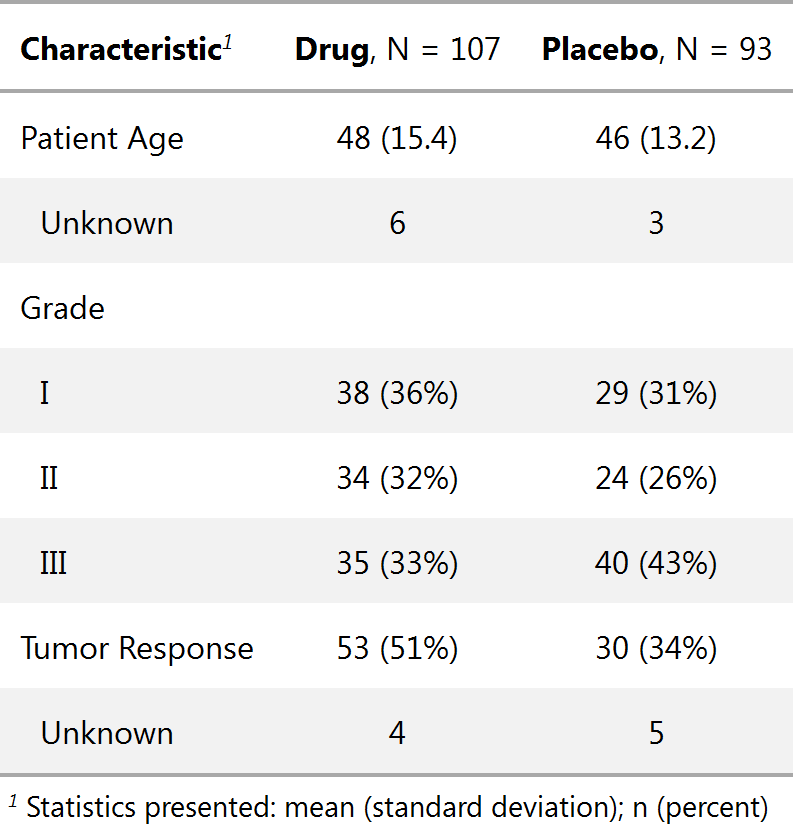 Characteristic1 Drug, N = 107 Placebo, N = 93
Patient Age 48 (15.4) 46 (13.2)
Unknown 6 3
Grade
I 38 (36%) 29 (31%)
II 34 (32%) 24 (26%)
III 35 (33%) 40 (43%)
Tumor Response 53 (51%) 30 (34%)
Unknown 4 5
1 Statistics presented: mean (standard deviation); n (percent)